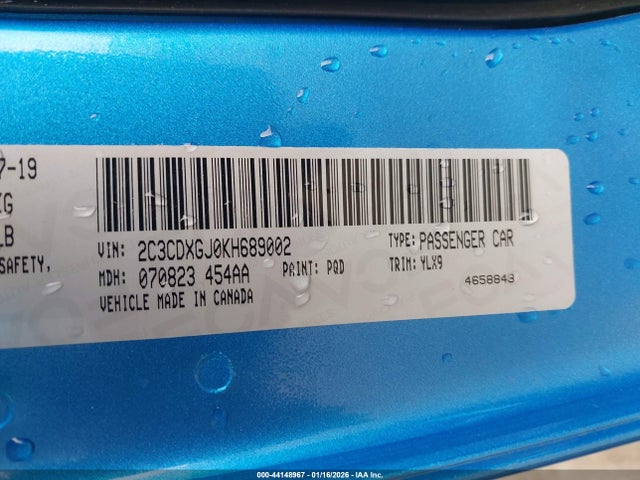 7-19
KG
LB
SAFETY,
VIN: 2C3CDXGJ0KH689002 TYPE: PASSENGER CAR
MDH: 070823 454AA PAINT: PQD TRIM: YLX9
VEHICLE MADE IN CANADA 4658843
000-44148967 - 01/16/2026 - IAA Inc.